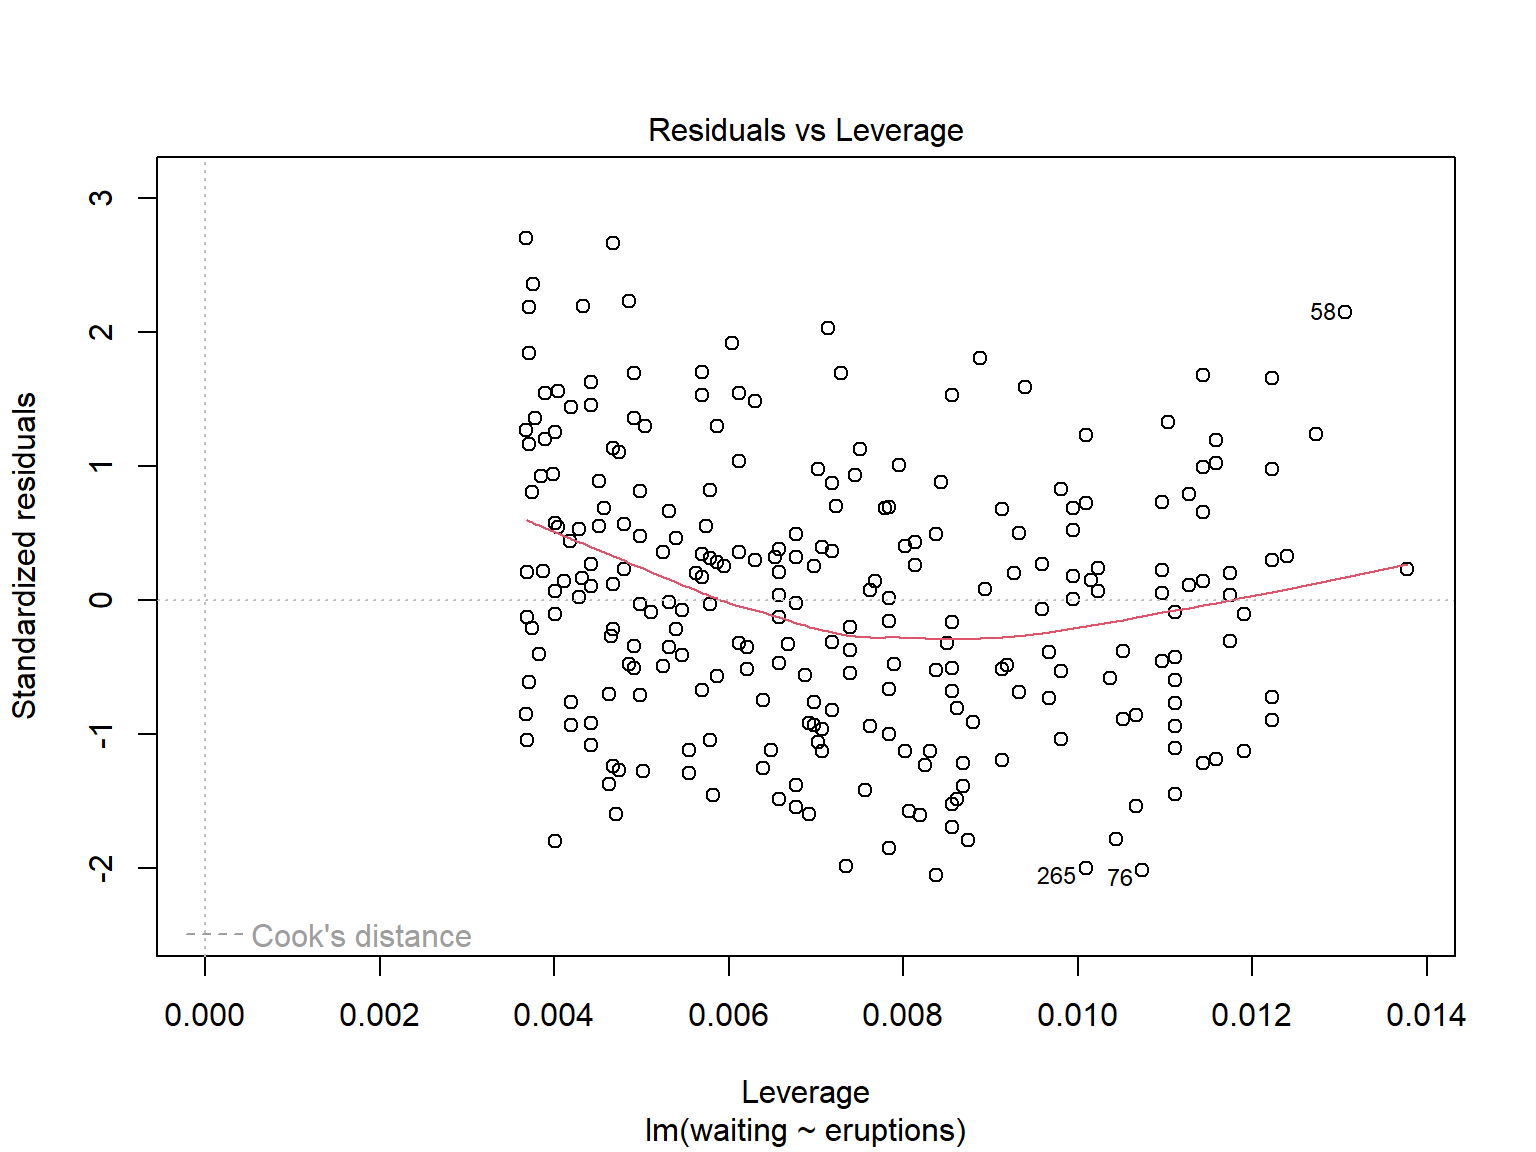 Residuals vs Leverage
Standardized residuals
3
2
1
0
-1
-2
58
265
76
Cook's distance
0.000 0.002 0.004 0.006 0.008 0.010 0.012 0.014
Leverage
lm(waiting ~ eruptions)